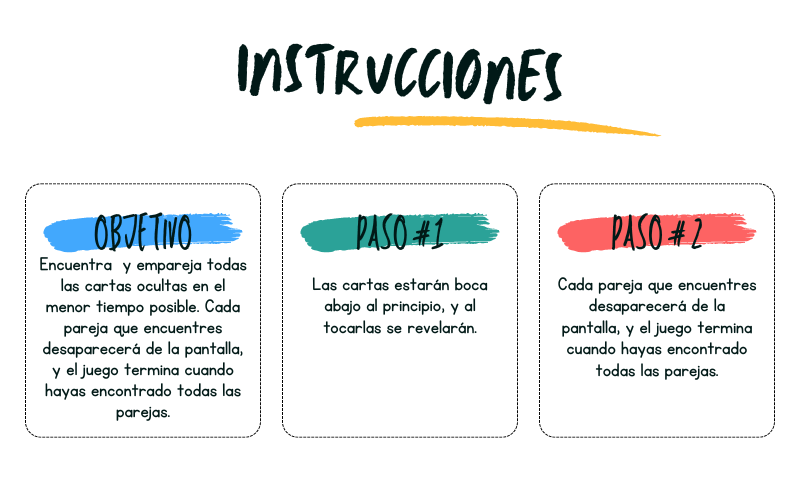 INSTRUCCIONES
OBJETIVO
Encuentra y empareja todas
las cartas ocultas en el
menor tiempo posible. Cada
pareja que encuentres
desaparecerá de la pantalla,
y el juego termina cuando
hayas encontrado todas las
parejas.
PASO #1
Las cartas estarán boca
abajo al principio, y al
tocarlas se revelarán.
PASO # 2
Cada pareja que encuentres
desaparecerá de la
pantalla, y el juego termina
cuando hayas encontrado
todas las parejas.